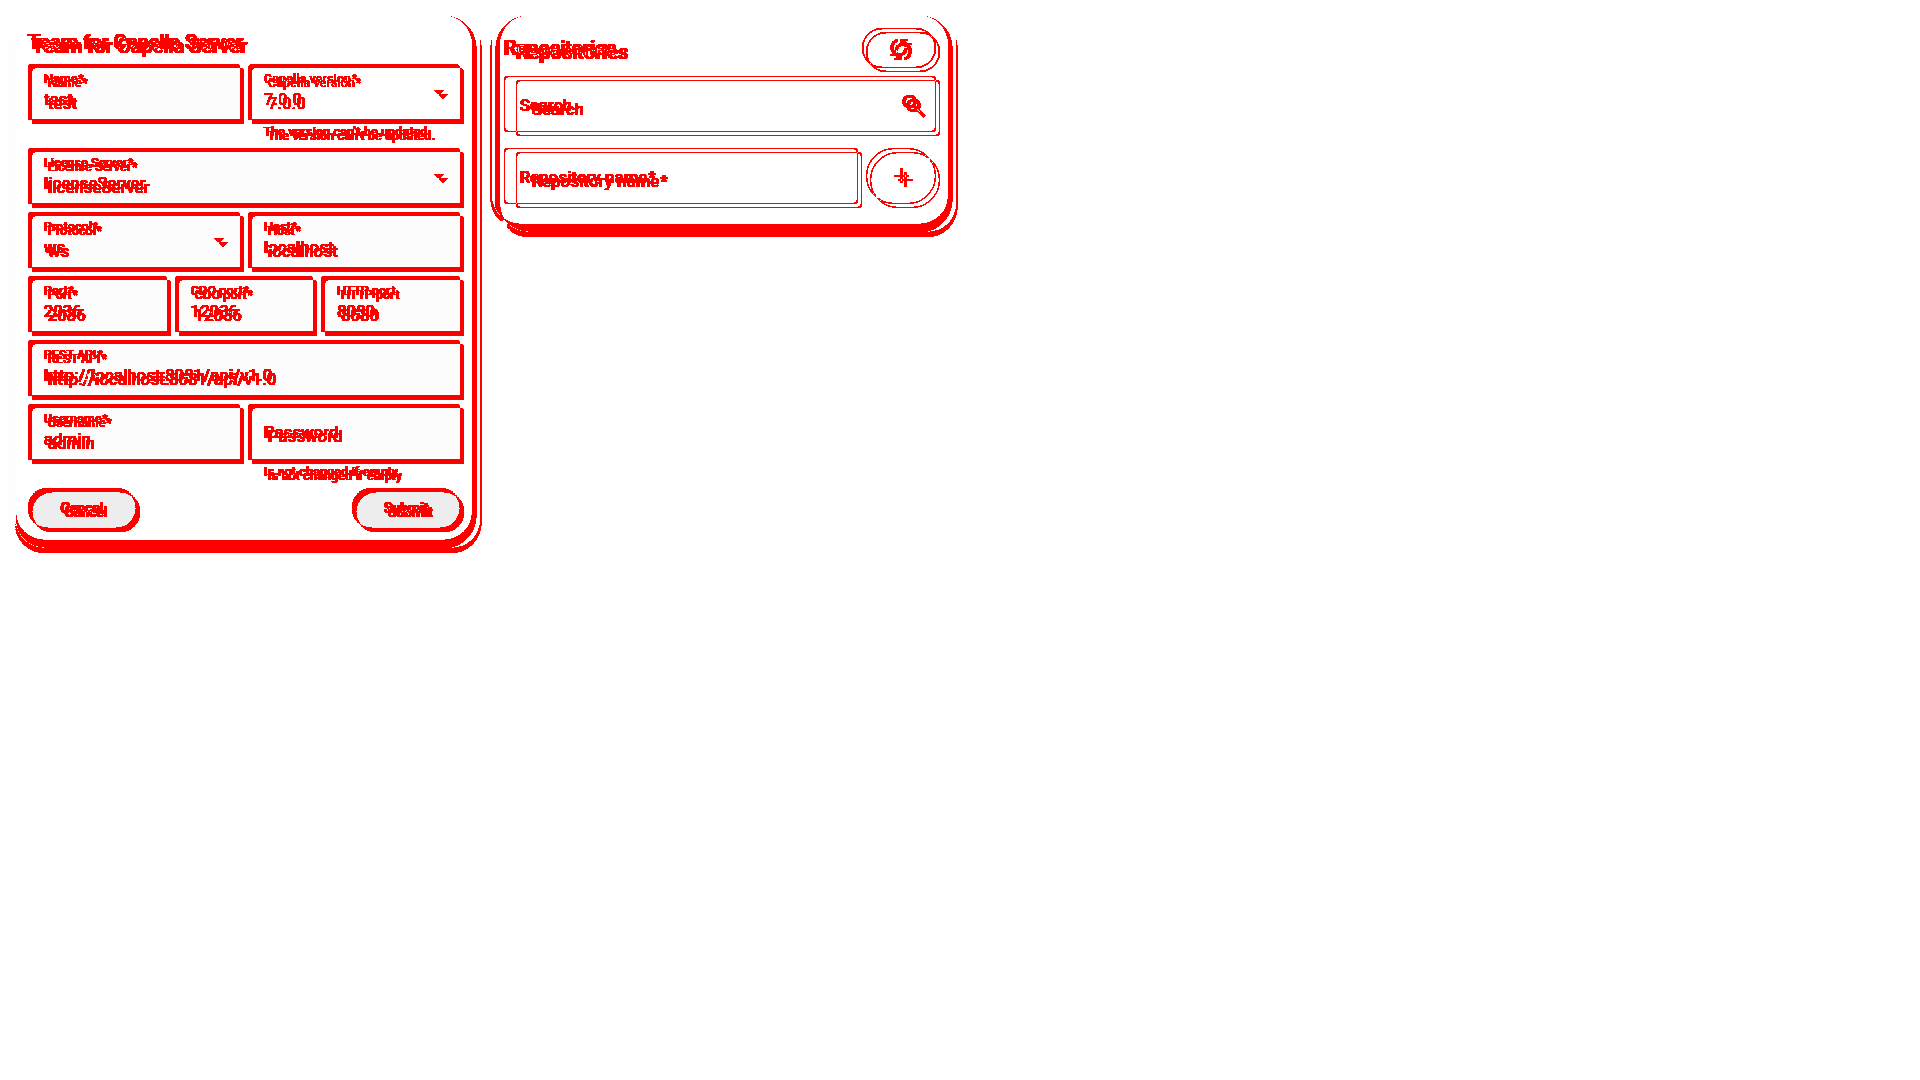 Team for Capella Server
Name*
test
Capella version*
7.0.0
The version can't be updated.
License Server*
licenseServer
Protocol*
ws
Host*
localhost
Port*
2036
CDO port*
12036
HTTP port
8080
REST API*
http://localhost:8081/api/v1.0
Username*
admin
Password
Is not changed if empty
Cancel
Submit
Repositories
Search
Repository name*